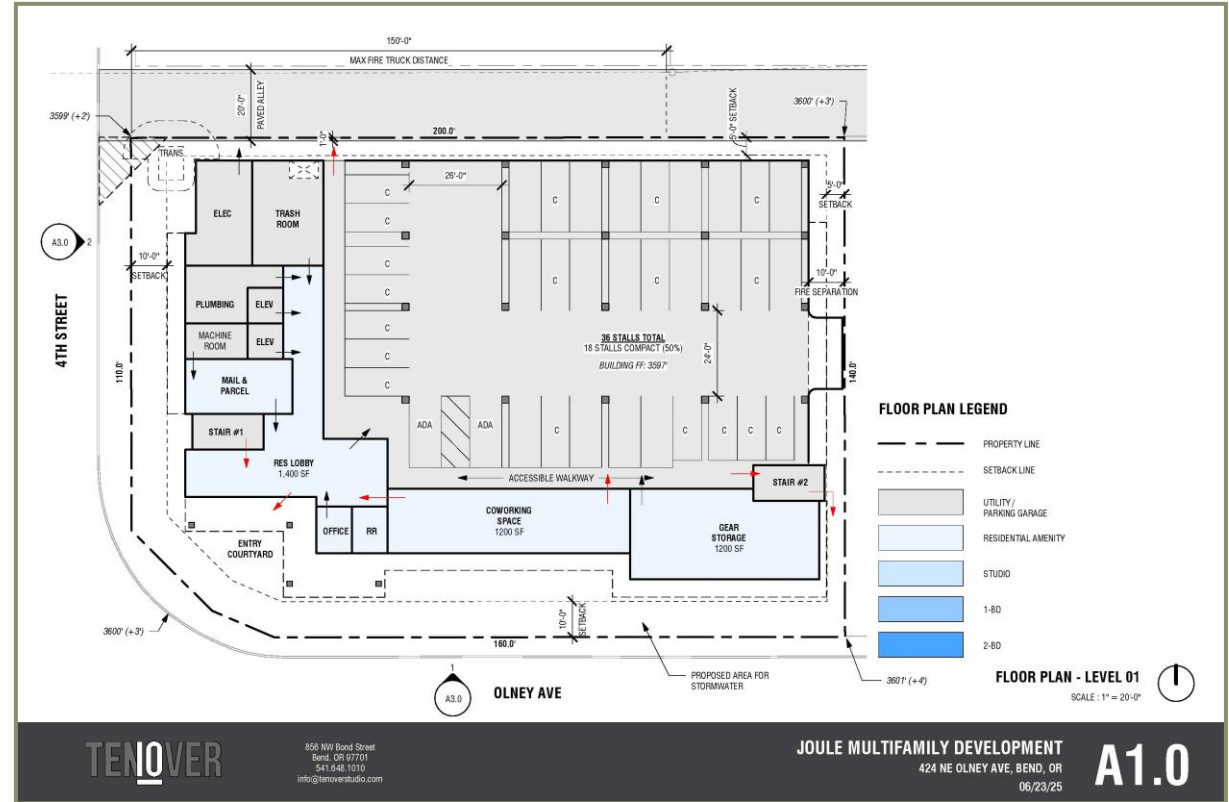 150'-0"
MAX FIRE TRUCK DISTANCE
3599' (+2')
20'-0"
PAVED ALLEY
200.0'
1'-0"
5'-0" SETBACK
3600' (+3')
TRANS.
ELEC
TRASH
ROOM
26'-0"
C
C
C
C
C
C
C
C
C
C
C
C
C
5'-0"
SETBACK
A3.0
2
10'-0"
SETBACK
10'-0"
FIRE SEPARATION
4TH STREET
PLUMBING
ELEV
MACHINE
ROOM
ELEV
36 STALLS TOTAL
18 STALLS COMPACT (50%)
BUILDING FF: 3597'
24'-0"
110.0'
140.0'
MAIL &
PARCEL
STAIR #1
ADA
ADA
C
C
C
C
C
C
RES LOBBY
1,400 SF
ACCESSIBLE WALKWAY
STAIR #2
OFFICE
RR
COWORKING
SPACE
1200 SF
GEAR
STORAGE
1200 SF
ENTRY
COURTYARD
10'-0"
SETBACK
3600' (+3')
160.0'
PROPOSED AREA FOR
STORMWATER
3601' (+4')
1
A3.0
OLNEY AVE
FLOOR PLAN LEGEND
PROPERTY LINE
SETBACK LINE
UTILITY /
PARKING GARAGE
RESIDENTIAL AMENITY
STUDIO
1-BD
2-BD
FLOOR PLAN - LEVEL 01
SCALE : 1" = 20'-0"
TENOVER
856 NW Bond Street
Bend, OR 97701
541.648.1010
info@tenoverstudio.com
JOULE MULTIFAMILY DEVELOPMENT
424 NE OLNEY AVE, BEND, OR
06/23/25
A1.0